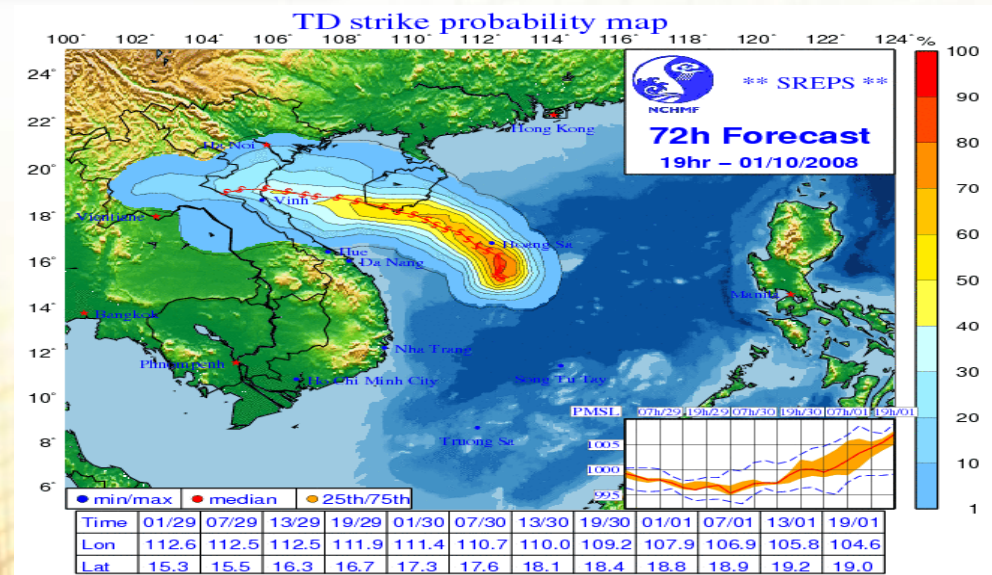 TD strike probability map
100° 102° 104° 106° 108° 110° 112° 114° 116° 118° 120° 122° 124° %
24°
22°
20°
18°
16°
14°
12°
10°
8°
6°
Ha Noi
Hong Kong
Vinh
Vientiane
Hue
Da Nang
Hoang Sa
Bangkok
Manila
Nha Trang
Phnompenh
Ho Chi Minh City
Song Tu Tay
Truong Sa
NCHMF
** SREPS **
72h Forecast
19hr – 01/10/2008
100
90
80
70
60
50
40
30
20
10
1
PMSL 07h/29 19h/29 07h/30 19h/30 07h/01 19h/01
1005
1000
995
min/max median 25th/75th
Time 01/29 07/29 13/29 19/29 01/30 07/30 13/30 19/30 01/01 07/01 13/01 19/01
Lon 112.6 112.5 112.5 111.9 111.4 110.7 110.0 109.2 107.9 106.9 105.8 104.6
Lat 15.3 15.5 16.3 16.7 17.3 17.6 18.1 18.4 18.8 18.9 19.2 19.0